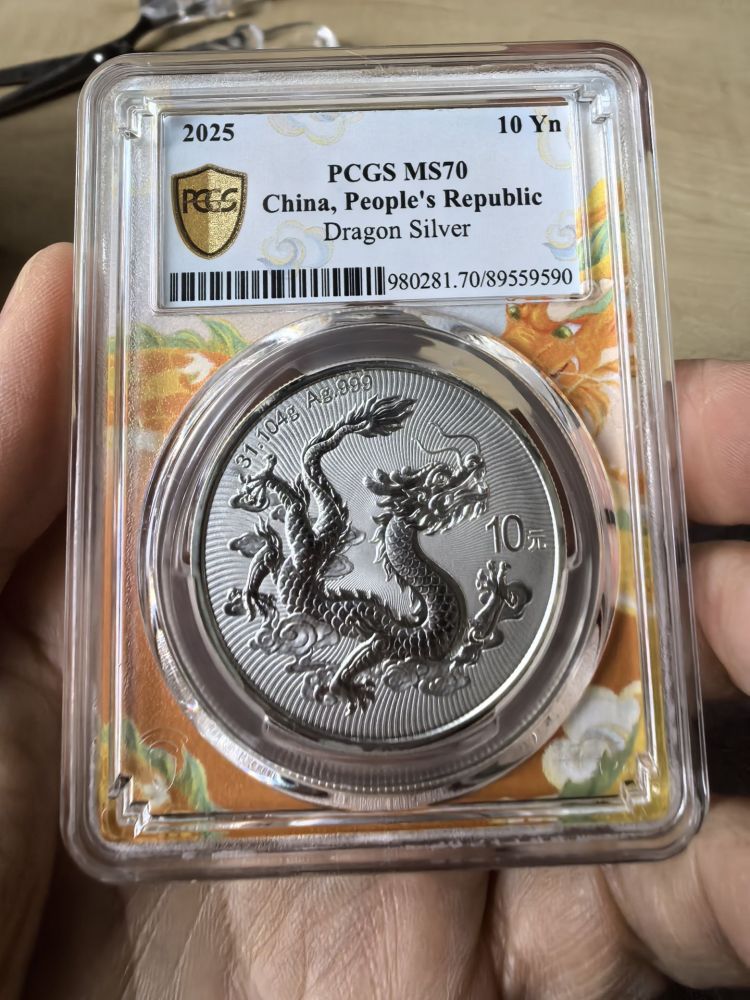 2025 10 Yn
PCGS MS70
PCGS
China, People's Republic
Dragon Silver
980281.70/89559590
31.104g Ag.999
10元